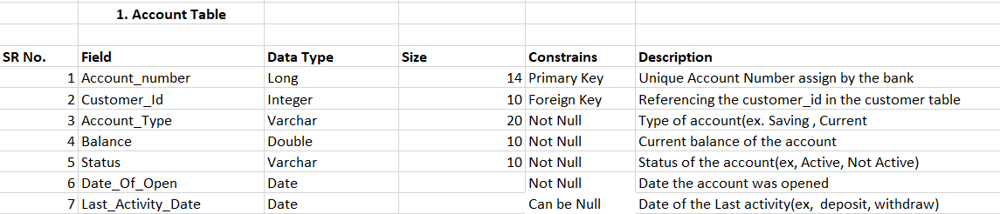 1. Account Table
SR No. Field Data Type Size Constrains Description
1 Account_number Long 14 Primary Key Unique Account Number assign by the bank
2 Customer_Id Integer 10 Foreign Key Referencing the customer_id in the customer table
3 Account_Type Varchar 20 Not Null Type of account(ex. Saving , Current
4 Balance Double 10 Not Null Current balance of the account
5 Status Varchar 10 Not Null Status of the account(ex, Active, Not Active)
6 Date_Of_Open Date Not Null Date the account was opened
7 Last_Activity_Date Date Can be Null Date of the Last activity(ex, deposit, withdraw)